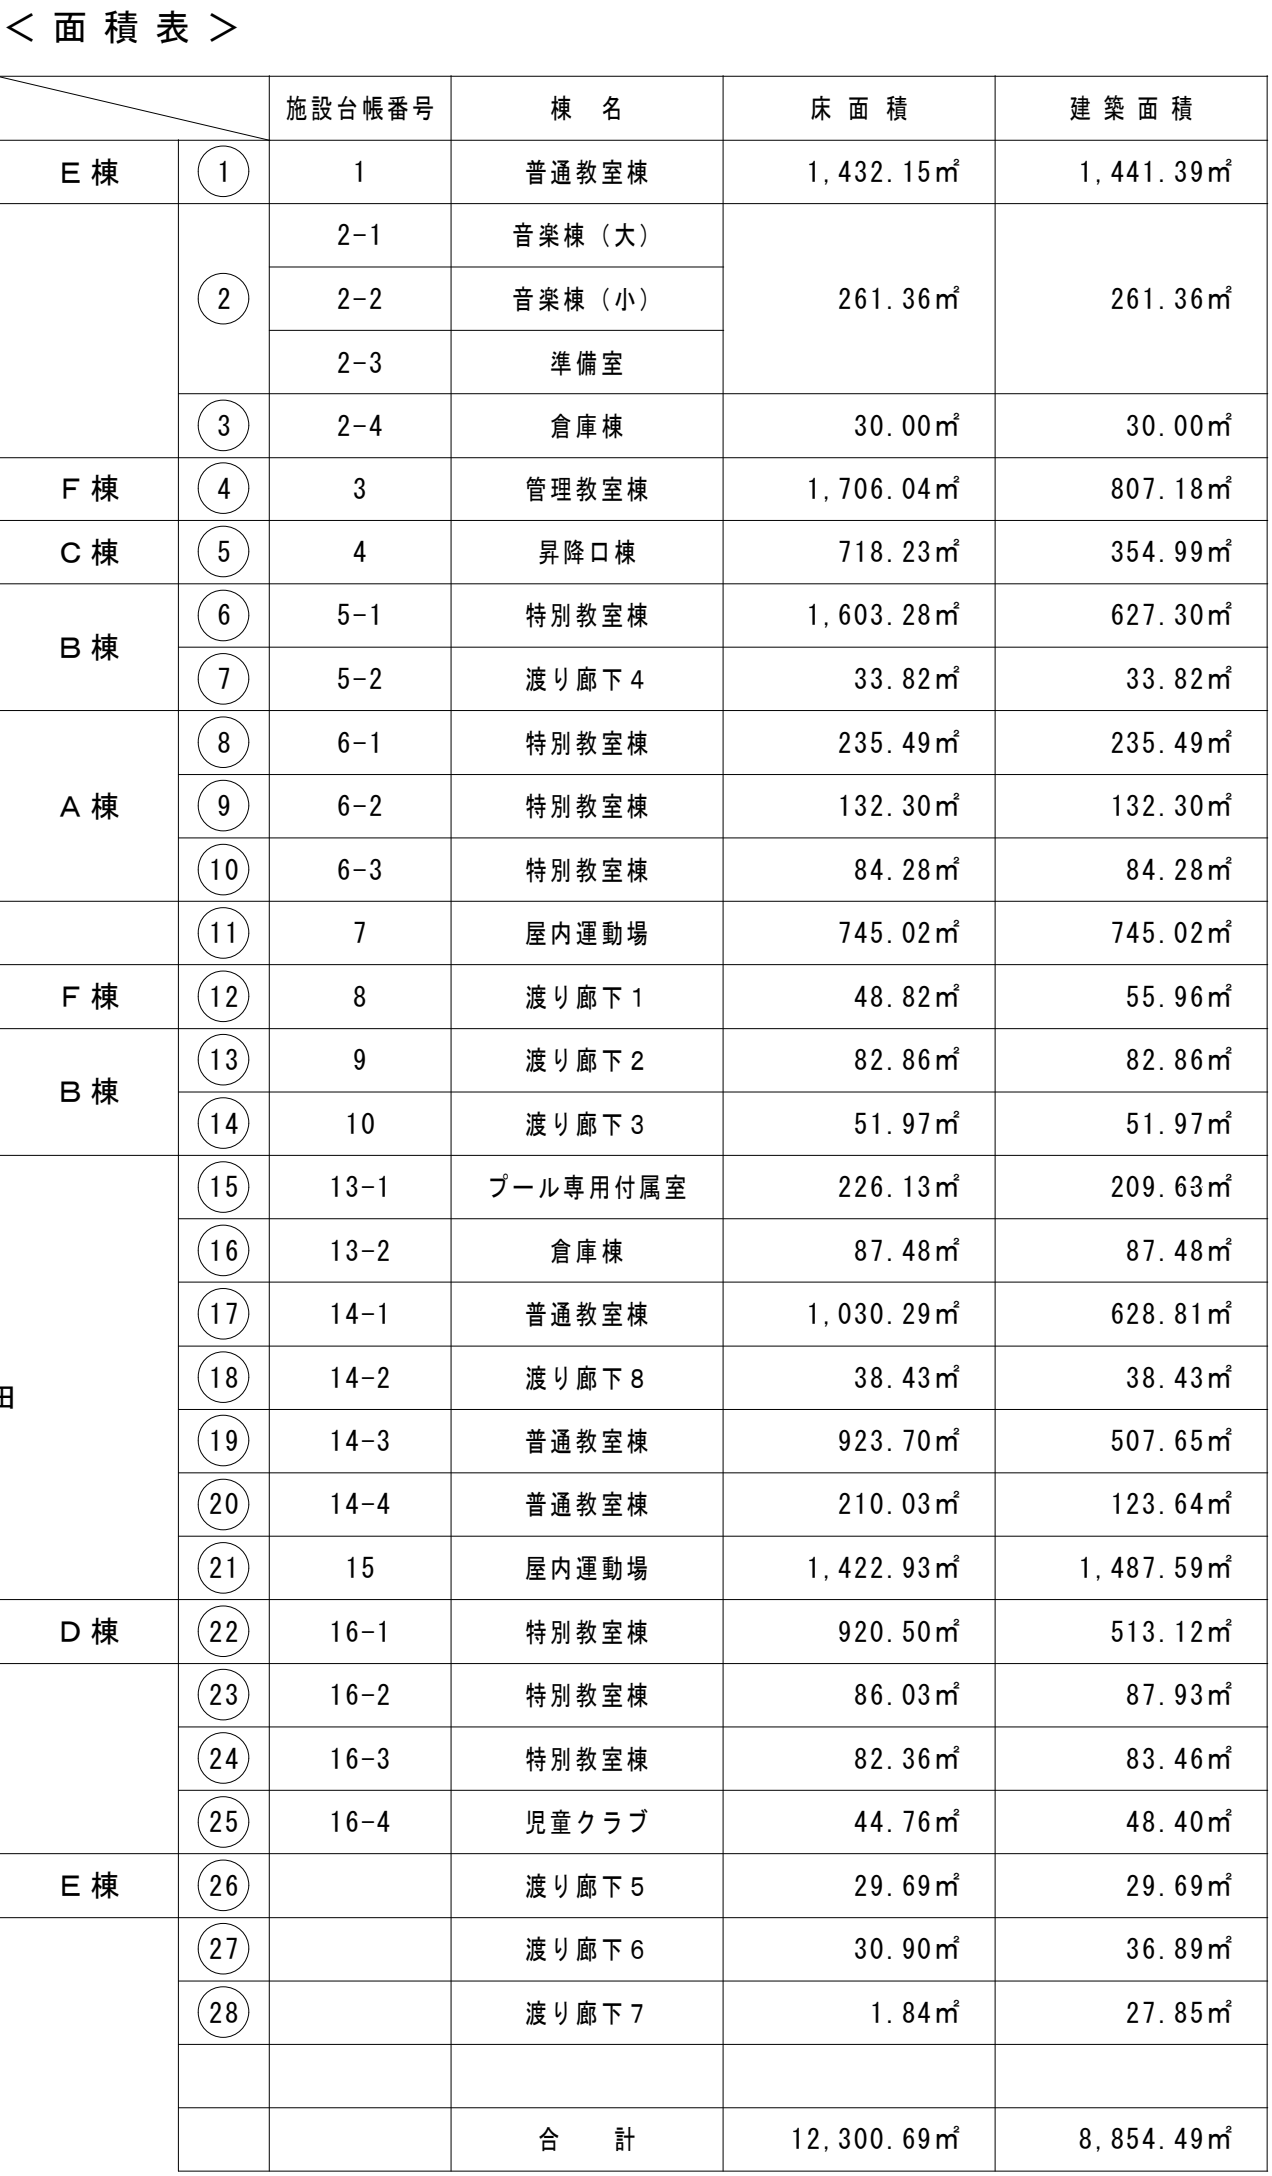 ＜面積表＞
施設台帳番号 棟名 床面積 建築面積
E棟 ① 1 普通教室棟 1,432.15㎡ 1,441.39㎡
② 2-1 音楽棟（大） 261.36㎡ 261.36㎡
2-2 音楽棟（小）
2-3 準備室
③ 2-4 倉庫棟 30.00㎡ 30.00㎡
F棟 ④ 3 管理教室棟 1,706.04㎡ 807.18㎡
C棟 ⑤ 4 昇降口棟 718.23㎡ 354.99㎡
B棟 ⑥ 5-1 特別教室棟 1,603.28㎡ 627.30㎡
⑦ 5-2 渡り廊下4 33.82㎡ 33.82㎡
A棟 ⑧ 6-1 特別教室棟 235.49㎡ 235.49㎡
⑨ 6-2 特別教室棟 132.30㎡ 132.30㎡
⑩ 6-3 特別教室棟 84.28㎡ 84.28㎡
⑪ 7 屋内運動場 745.02㎡ 745.02㎡
F棟 ⑫ 8 渡り廊下1 48.82㎡ 55.96㎡
B棟 ⑬ 9 渡り廊下2 82.86㎡ 82.86㎡
⑭ 10 渡り廊下3 51.97㎡ 51.97㎡
⑮ 13-1 プール専用付属室 226.13㎡ 209.63㎡
⑯ 13-2 倉庫棟 87.48㎡ 87.48㎡
⑰ 14-1 普通教室棟 1,030.29㎡ 628.81㎡
⑱ 14-2 渡り廊下8 38.43㎡ 38.43㎡
⑲ 14-3 普通教室棟 923.70㎡ 507.65㎡
⑳ 14-4 普通教室棟 210.03㎡ 123.64㎡
㉑ 15 屋内運動場 1,422.93㎡ 1,487.59㎡
D棟 ㉒ 16-1 特別教室棟 920.50㎡ 513.12㎡
㉓ 16-2 特別教室棟 86.03㎡ 87.93㎡
㉔ 16-3 特別教室棟 82.36㎡ 83.46㎡
㉕ 16-4 児童クラブ 44.76㎡ 48.40㎡
E棟 ㉖ 渡り廊下5 29.69㎡ 29.69㎡
㉗ 渡り廊下6 30.90㎡ 36.89㎡
㉘ 渡り廊下7 1.84㎡ 27.85㎡
合計 12,300.69㎡ 8,854.49㎡